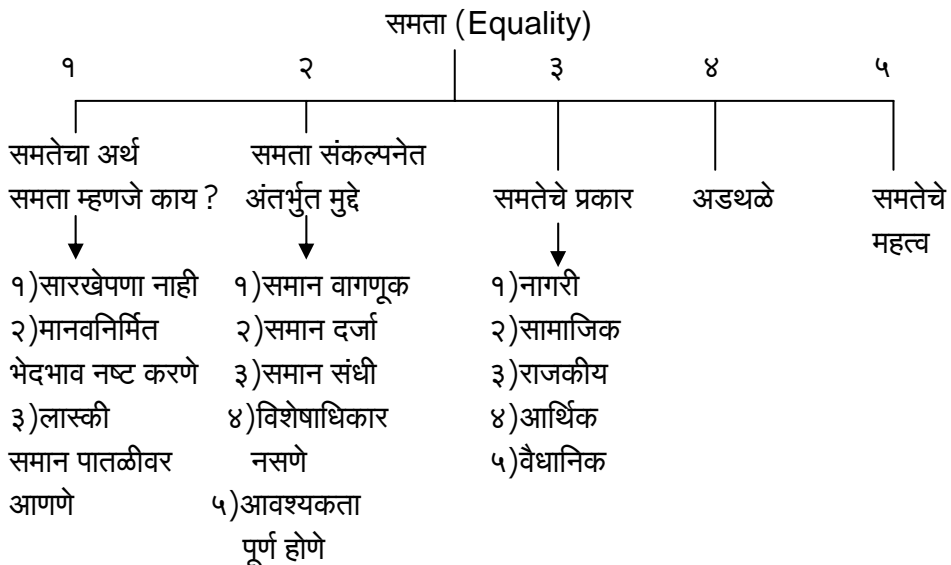 समता (Equality)
१ २ ३ ४ ५
समतेचा अर्थ
समता म्हणजे काय ?
१)सारखेपणा नाही
२)मानवनिर्मित
भेदभाव नष्ट करणे
३)लास्की
समान पातळीवर
आणणे
समता संकल्पनेत
अंतर्भुत मुद्दे
१)समान वागणूक
२)समान दर्जा
३)समान संधी
४)विशेषाधिकार
नसणे
५)आवश्यकता
पूर्ण होणे
समतेचे प्रकार
१)नागरी
२)सामाजिक
३)राजकीय
४)आर्थिक
५)वैधानिक
अडथळे
समतेचे
महत्व